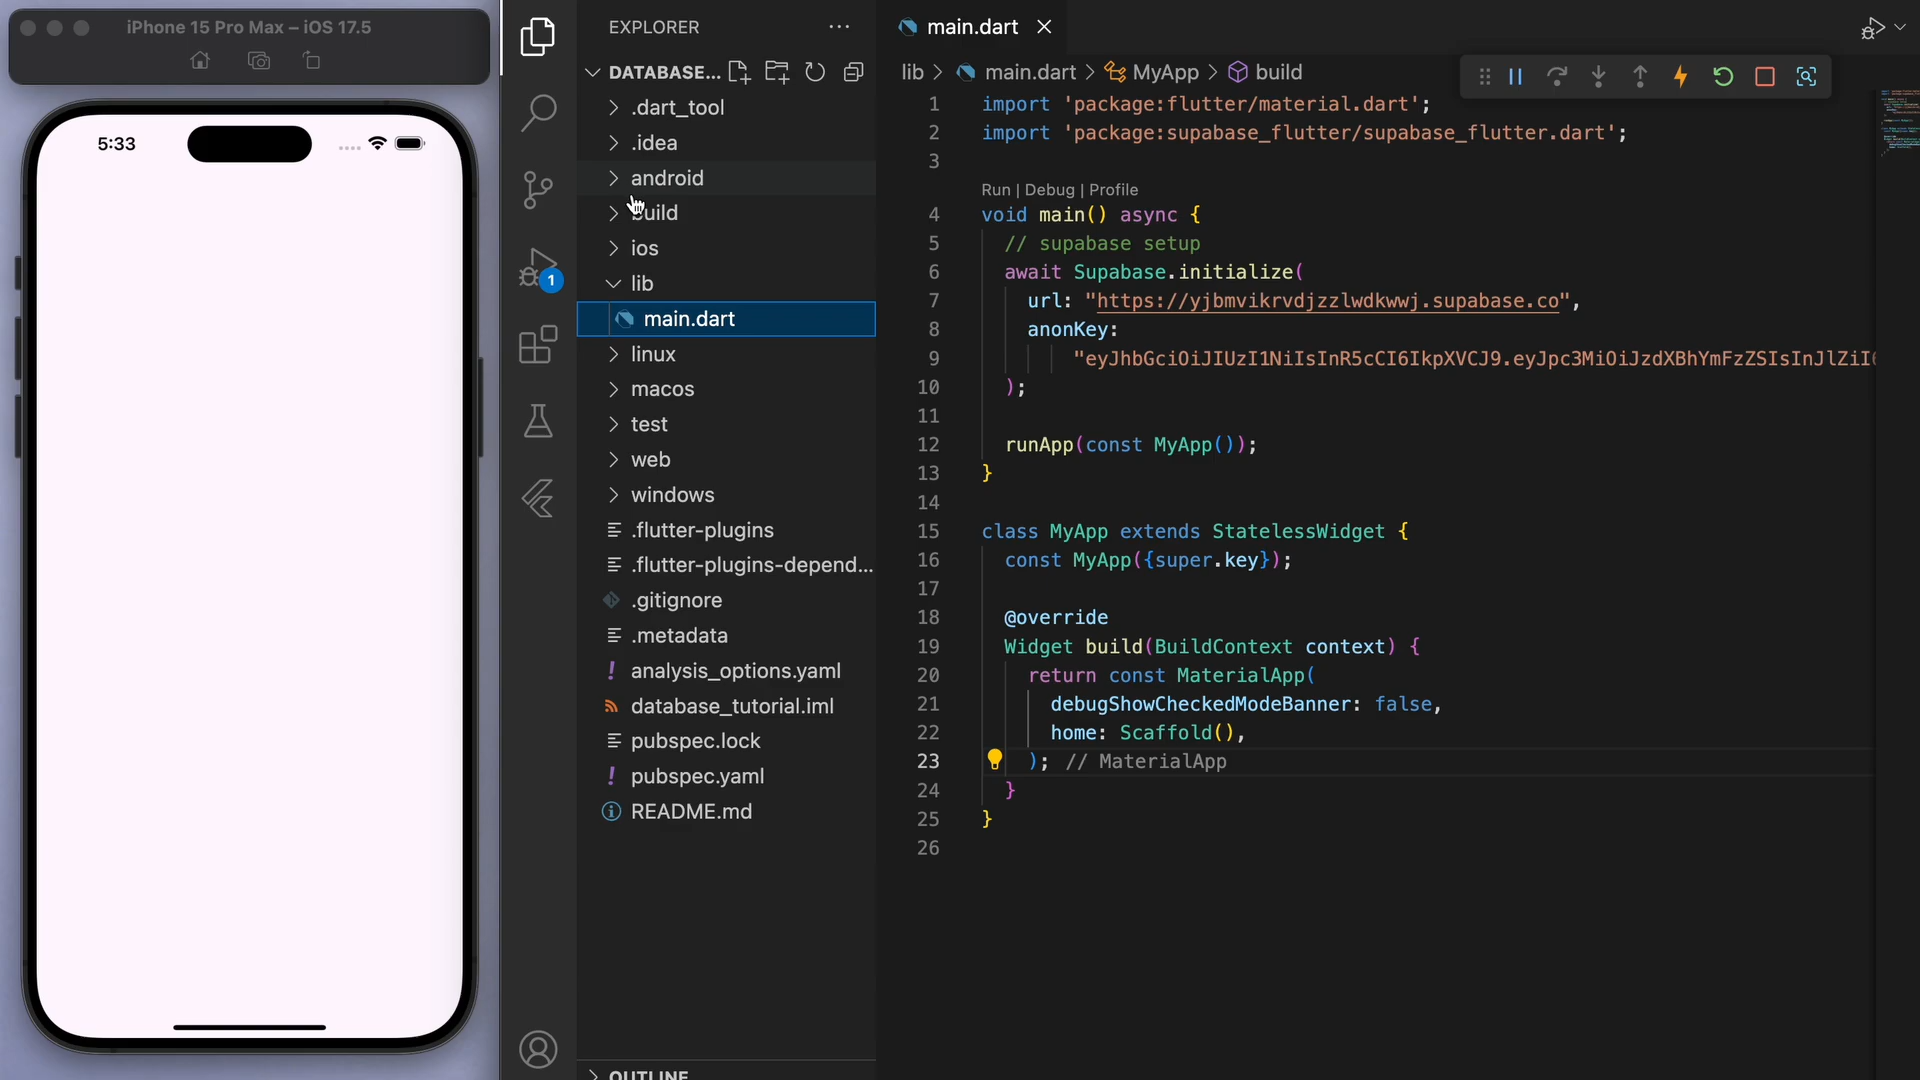 iPhone 15 Pro Max – iOS 17.5
5:33
EXPLORER
DATABASE...
.dart_tool
.idea
android
build
ios
lib
main.dart
linux
macos
test
web
windows
.flutter-plugins
.flutter-plugins-depend...
.gitignore
.metadata
analysis_options.yaml
database_tutorial.iml
pubspec.lock
pubspec.yaml
README.md
OUTLINE
1
main.dart
lib > main.dart > MyApp > build
1 import 'package:flutter/material.dart';
2 import 'package:supabase_flutter/supabase_flutter.dart';
3
Run | Debug | Profile
4 void main() async {
5 // supabase setup
6 await Supabase.initialize(
7 url: "https://yjbmvikrvdjzzlwdkwwj.supabase.co",
8 anonKey:
9 "eyJhbGciOiJIUzI1NiIsInR5cCI6IkpXVCJ9.eyJpc3MiOiJzdXBhYmFzZSIsInJlZiI6
10 );
11
12 runApp(const MyApp());
13 }
14
15 class MyApp extends StatelessWidget {
16 const MyApp({super.key});
17
18 @override
19 Widget build(BuildContext context) {
20 return const MaterialApp(
21 debugShowCheckedModeBanner: false,
22 home: Scaffold(),
23 ); // MaterialApp
24 }
25 }
26